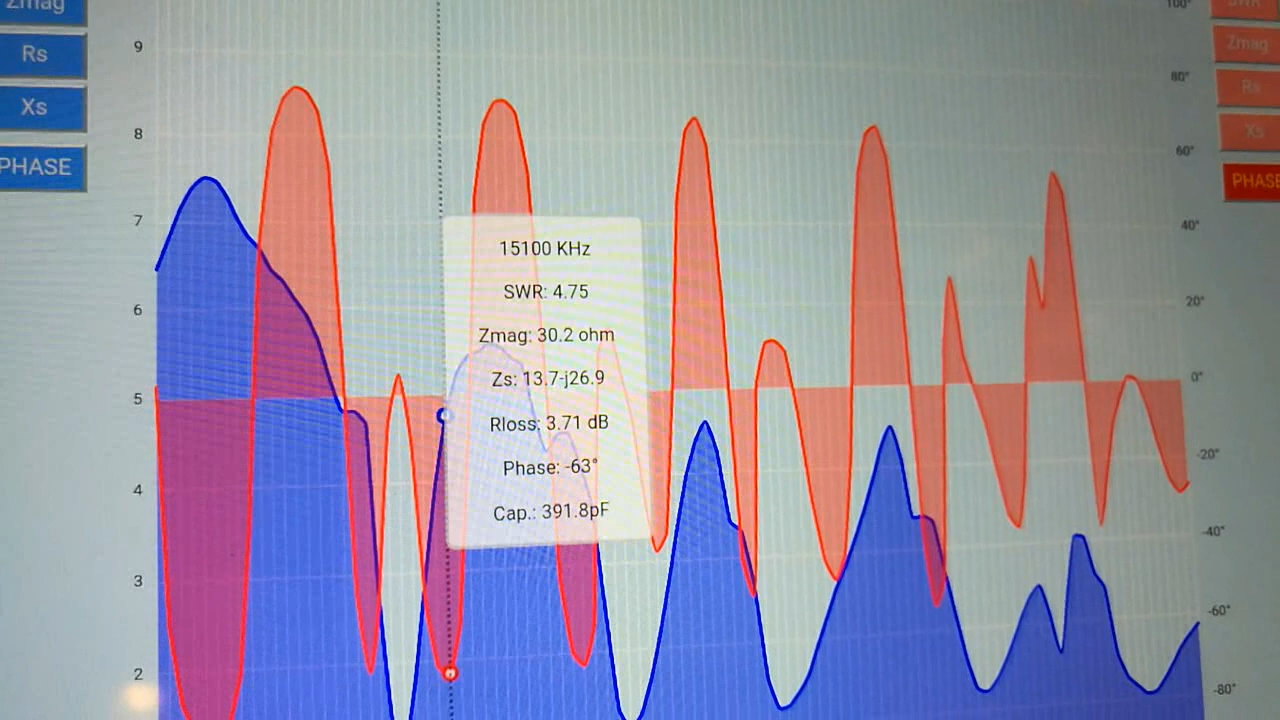 Zmag
Rs
Xs
PHASE
9
8
7
6
5
4
3
2
15100 KHz
SWR: 4.75
Zmag: 30.2 ohm
Zs: 13.7-j26.9
Rloss: 3.71 dB
Phase: -63°
Cap.: 391.8pF
100°
80°
60°
40°
20°
0°
-20°
-40°
-60°
-80°
SWR
Zmag
Rs
Xs
PHASE